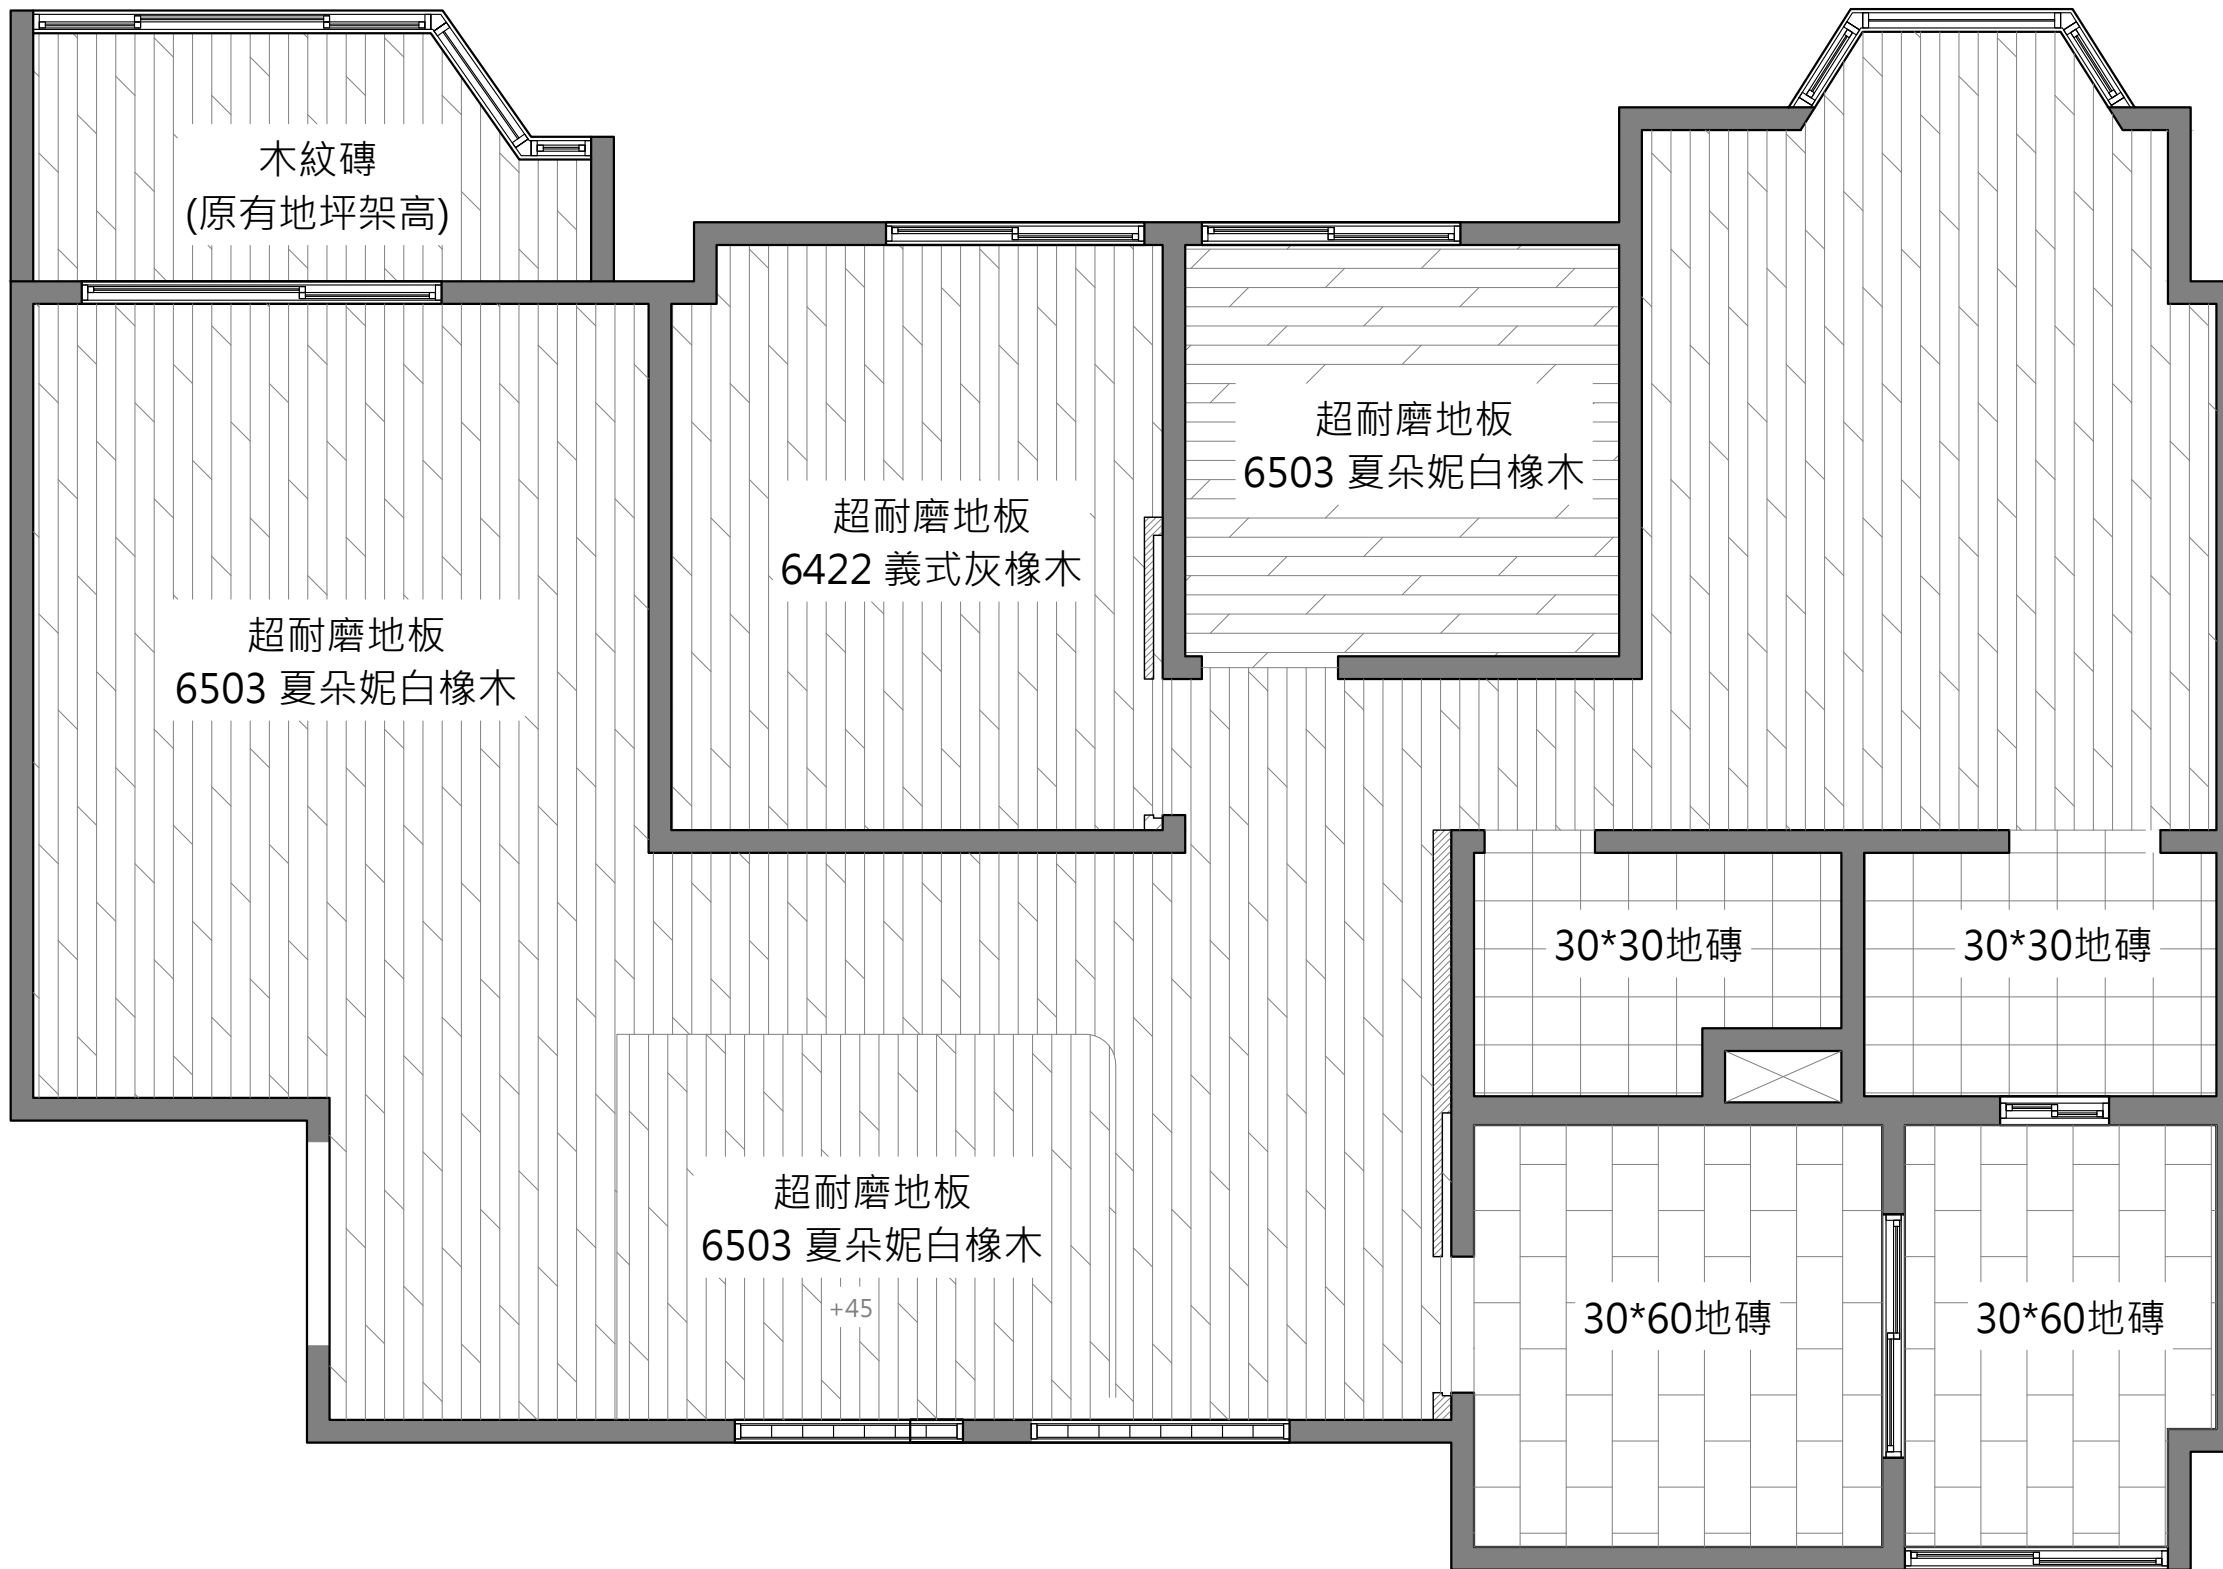 木紋磚
(原有地坪架高)
超耐磨地板
6503 夏朵妮白橡木
超耐磨地板
6422 義式灰橡木
超耐磨地板
6503 夏朵妮白橡木
30*30地磚
30*30地磚
超耐磨地板
6503 夏朵妮白橡木
+45
30*60地磚
30*60地磚